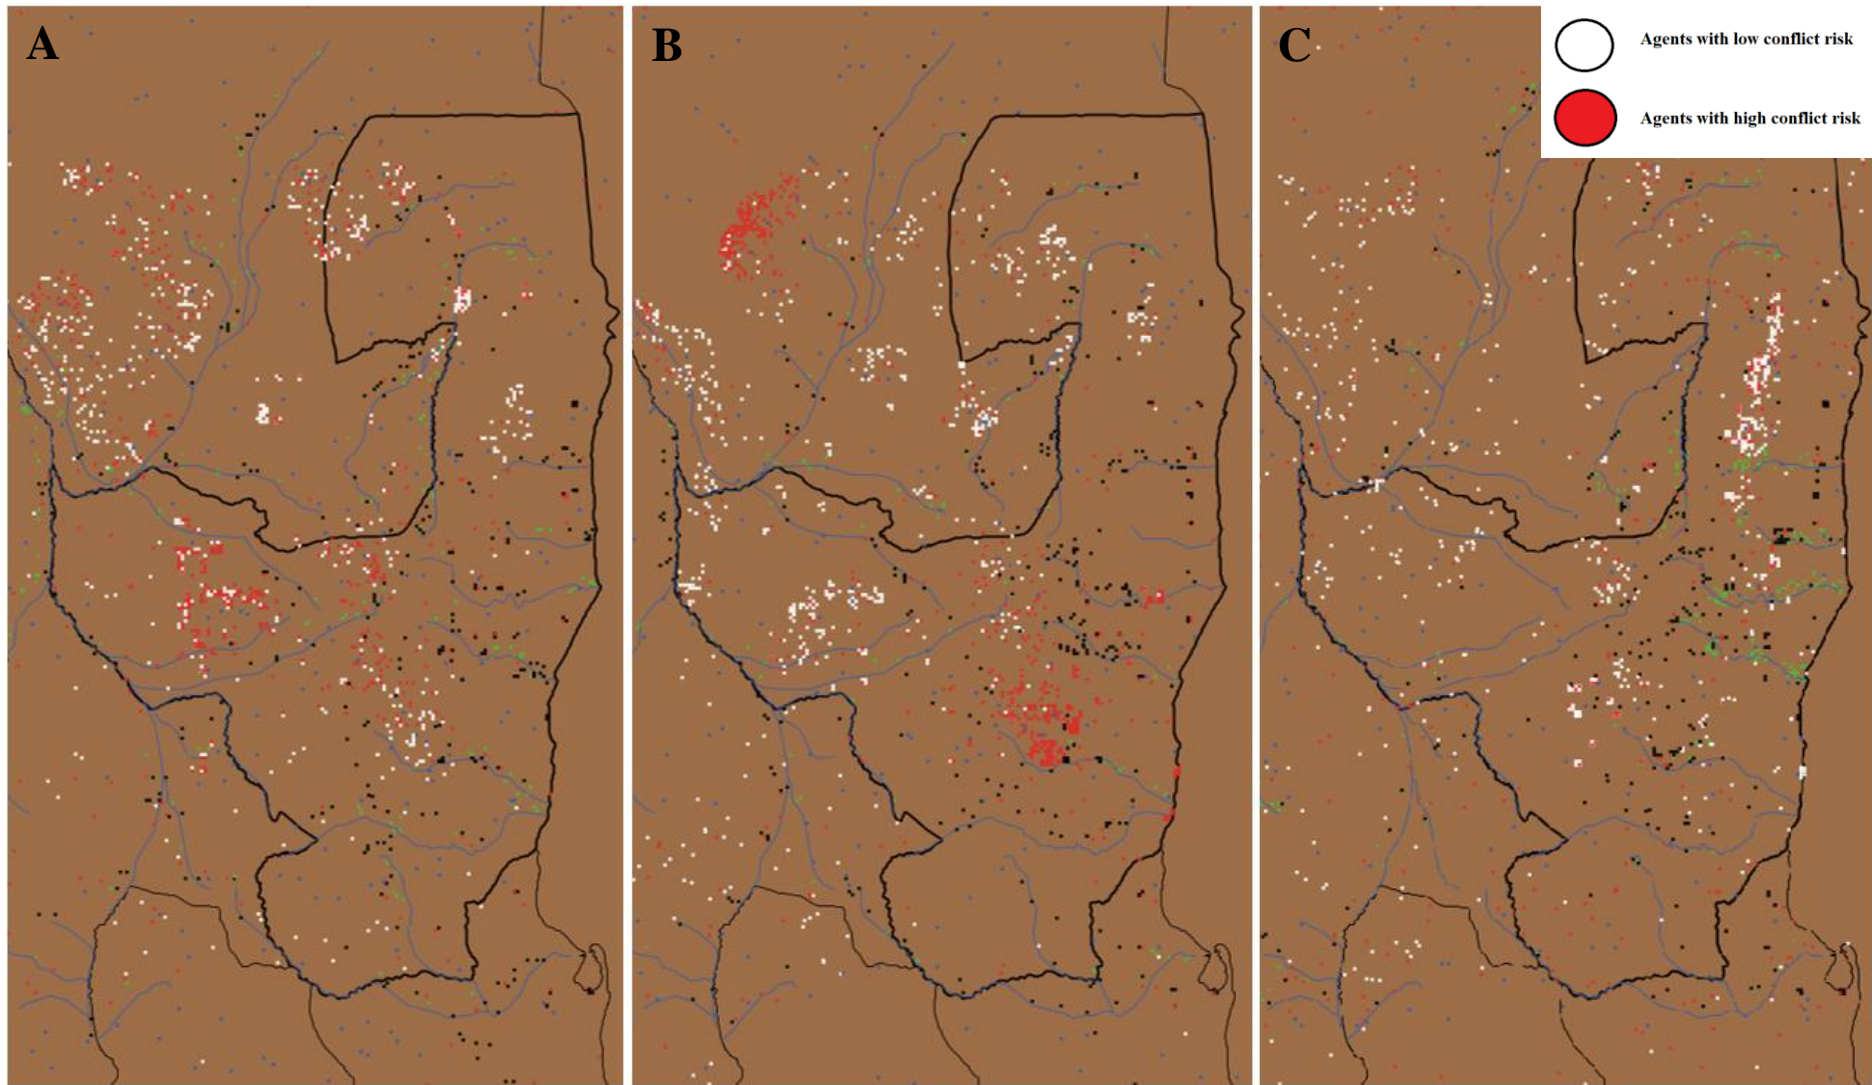 A
B
C
Agents with low conflict risk
Agents with high conflict risk